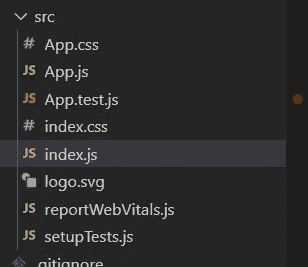 src
# App.css
JS App.js
JS App.test.js
# index.css
JS index.js
logo.svg
JS reportWebVitals.js
JS setupTests.js
.gitignore